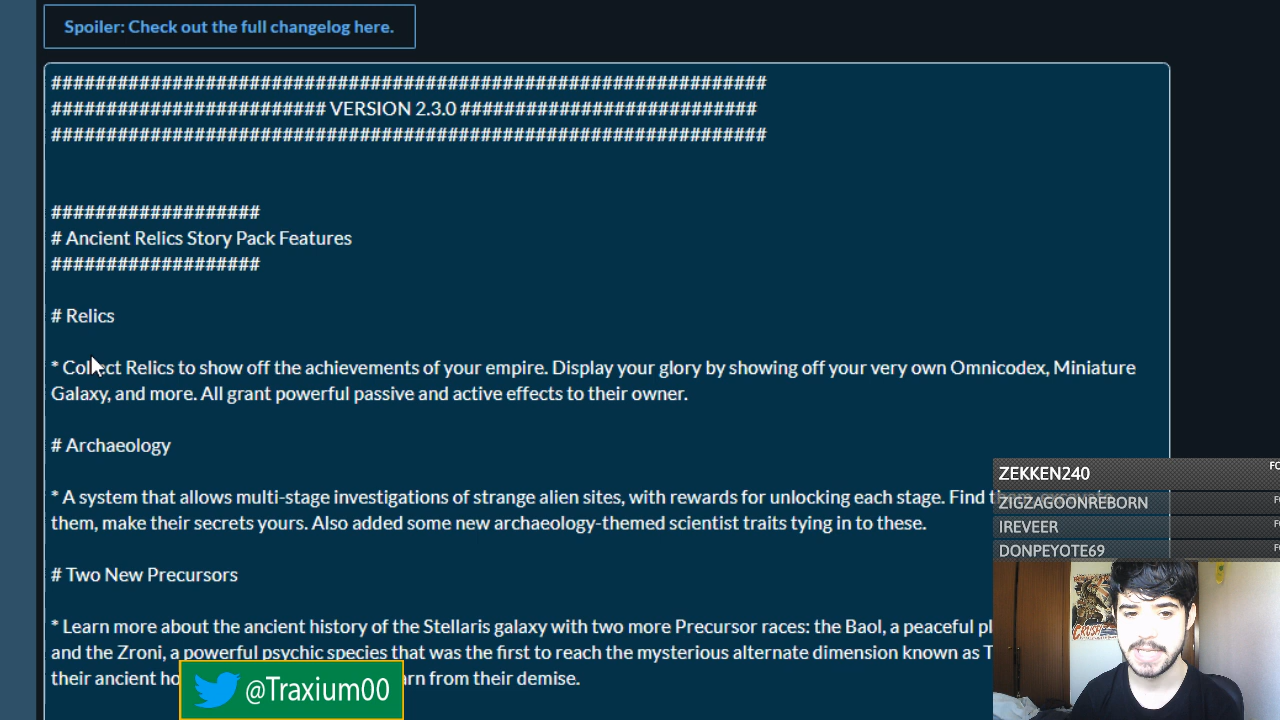 Spoiler: Check out the full changelog here.
################################################################
######################### VERSION 2.3.0 ###########################
################################################################
###################
# Ancient Relics Story Pack Features
###################
# Relics
* Collect Relics to show off the achievements of your empire. Display your glory by showing off your very own Omnicodex, Miniature
Galaxy, and more. All grant powerful passive and active effects to their owner.
# Archaeology
* A system that allows multi-stage investigations of strange alien sites, with rewards for unlocking each stage. Find them, excavate
them, make their secrets yours. Also added some new archaeology-themed scientist traits tying in to these.
# Two New Precursors
* Learn more about the ancient history of the Stellaris galaxy with two more Precursor races: the Baol, a peaceful pl
and the Zroni, a powerful psychic species that was the first to reach the mysterious alternate dimension known as T
their ancient ho arn from their demise.
@Traxium00
ZEKKEN240 FO
ZIGZAGOONREBORN
IREVEER
DONPEYOTE69